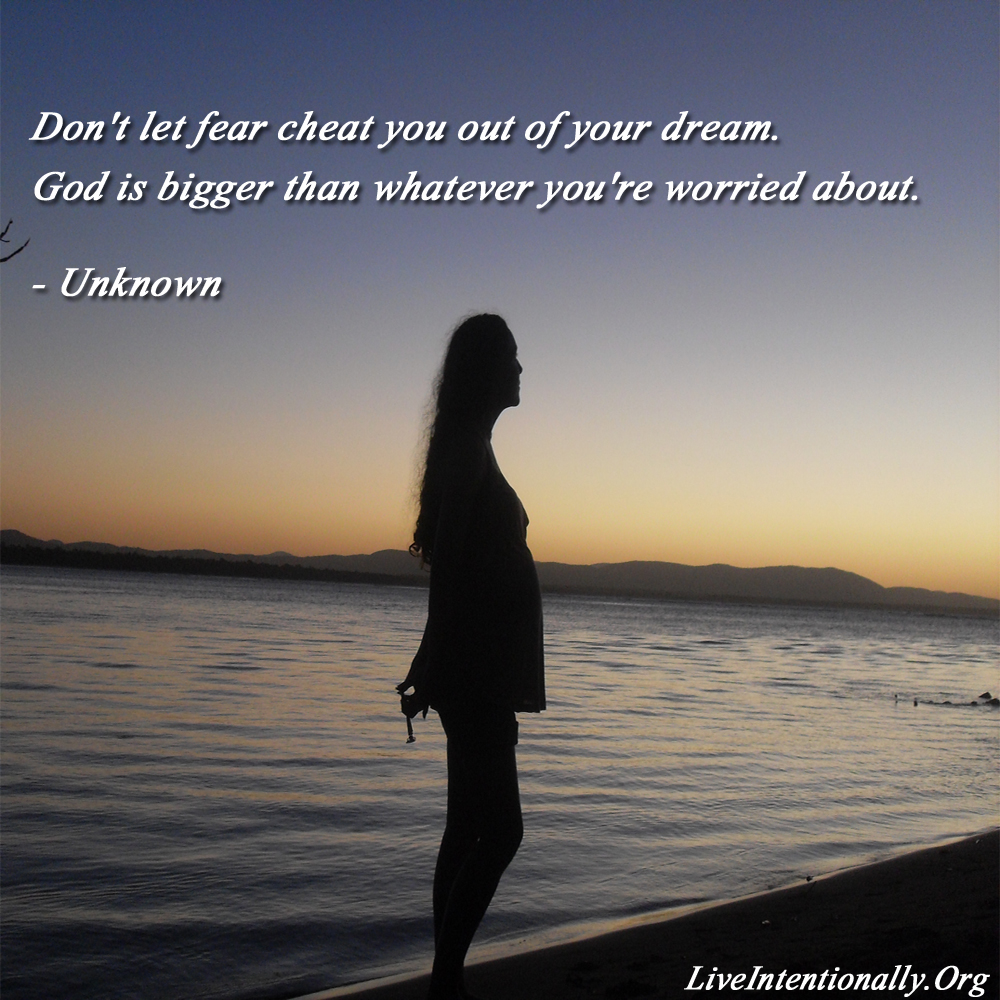 Don't let fear cheat you out of your dream.
God is bigger than whatever you're worried about.
- Unknown
LiveIntentionally.Org